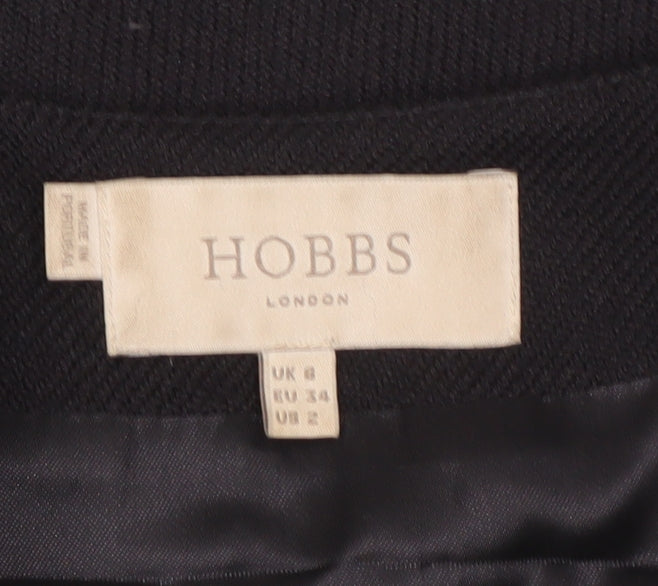 HOBBS
LONDON
MADE IN
PORTUGAL
UK 6
EU 34
US 2